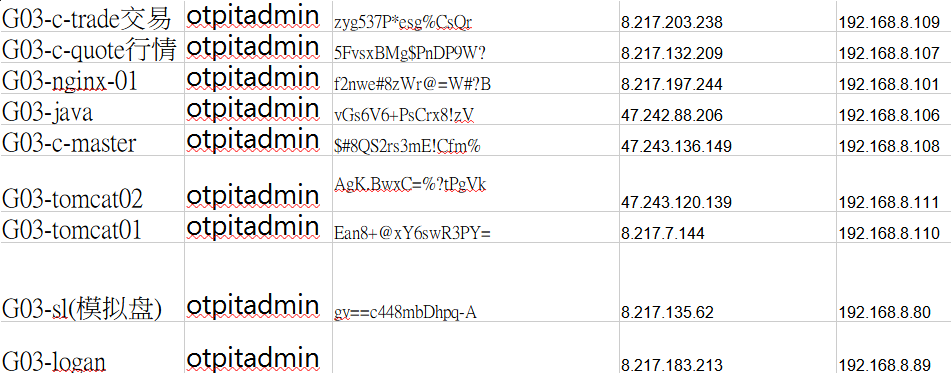 G03-c-trade交易 otpitadmin zyg537P*esg%CsQr 8.217.203.238 192.168.8.109
G03-c-quote行情 otpitadmin 5FvsxBMg$PnDP9W? 8.217.132.209 192.168.8.107
G03-nginx-01 otpitadmin f2nwe#8zWr@=W#?B 8.217.197.244 192.168.8.101
G03-java otpitadmin vGs6V6+PsCrx8!zV 47.242.88.206 192.168.8.106
G03-c-master otpitadmin $#8QS2rs3mE!Cfm% 47.243.136.149 192.168.8.108
G03-tomcat02 otpitadmin AgK.BwxC=%?tPgVk 47.243.120.139 192.168.8.111
G03-tomcat01 otpitadmin Ean8+@xY6swR3PY= 8.217.7.144 192.168.8.110
G03-sl(模拟盘) otpitadmin gv==c448mbDhpq-A 8.217.135.62 192.168.8.80
G03-logan otpitadmin 8.217.183.213 192.168.8.89